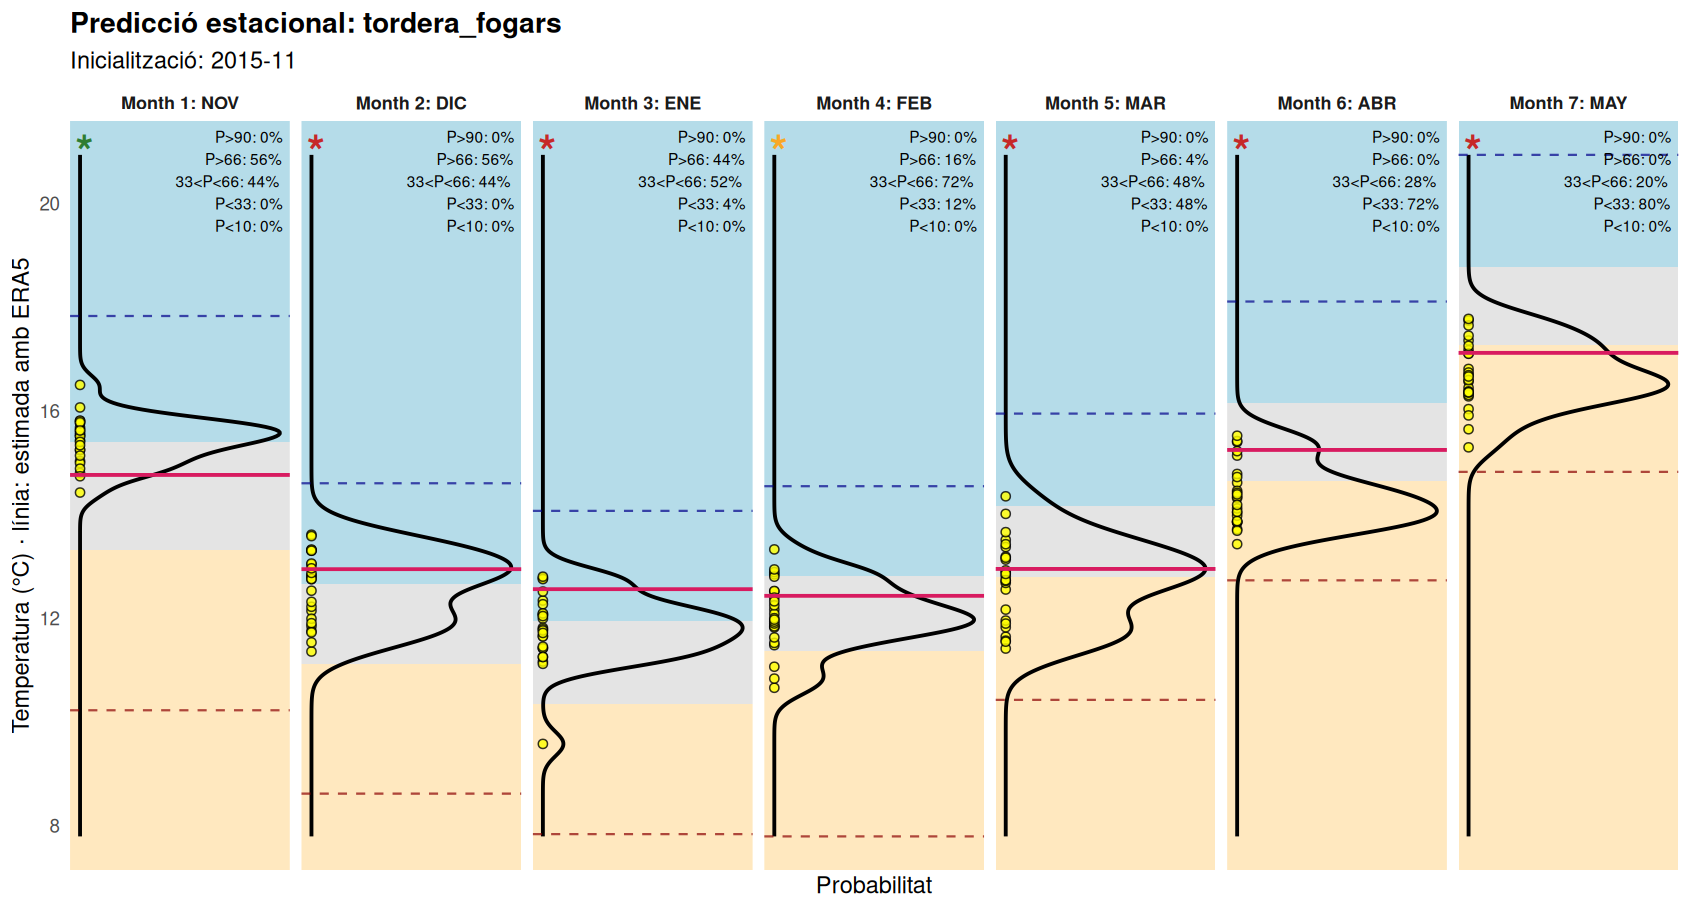 Predicció estacional: tordera_fogars
Inicialització: 2015-11
Month 1: NOV
Month 2: DIC
Month 3: ENE
Month 4: FEB
Month 5: MAR
Month 6: ABR
Month 7: MAY
*
P>90: 0%
P>66: 56%
33<P<66: 44%
P<33: 0%
P<10: 0%
*
P>90: 0%
P>66: 56%
33<P<66: 44%
P<33: 0%
P<10: 0%
*
P>90: 0%
P>66: 44%
33<P<66: 52%
P<33: 4%
P<10: 0%
*
P>90: 0%
P>66: 16%
33<P<66: 72%
P<33: 12%
P<10: 0%
*
P>90: 0%
P>66: 4%
33<P<66: 48%
P<33: 48%
P<10: 0%
*
P>90: 0%
P>66: 0%
33<P<66: 28%
P<33: 72%
P<10: 0%
*
P>90: 0%
P>66: 0%
33<P<66: 20%
P<33: 80%
P<10: 0%
20
16
12
8
Temperatura (°C) · línia: estimada amb ERA5
Probabilitat